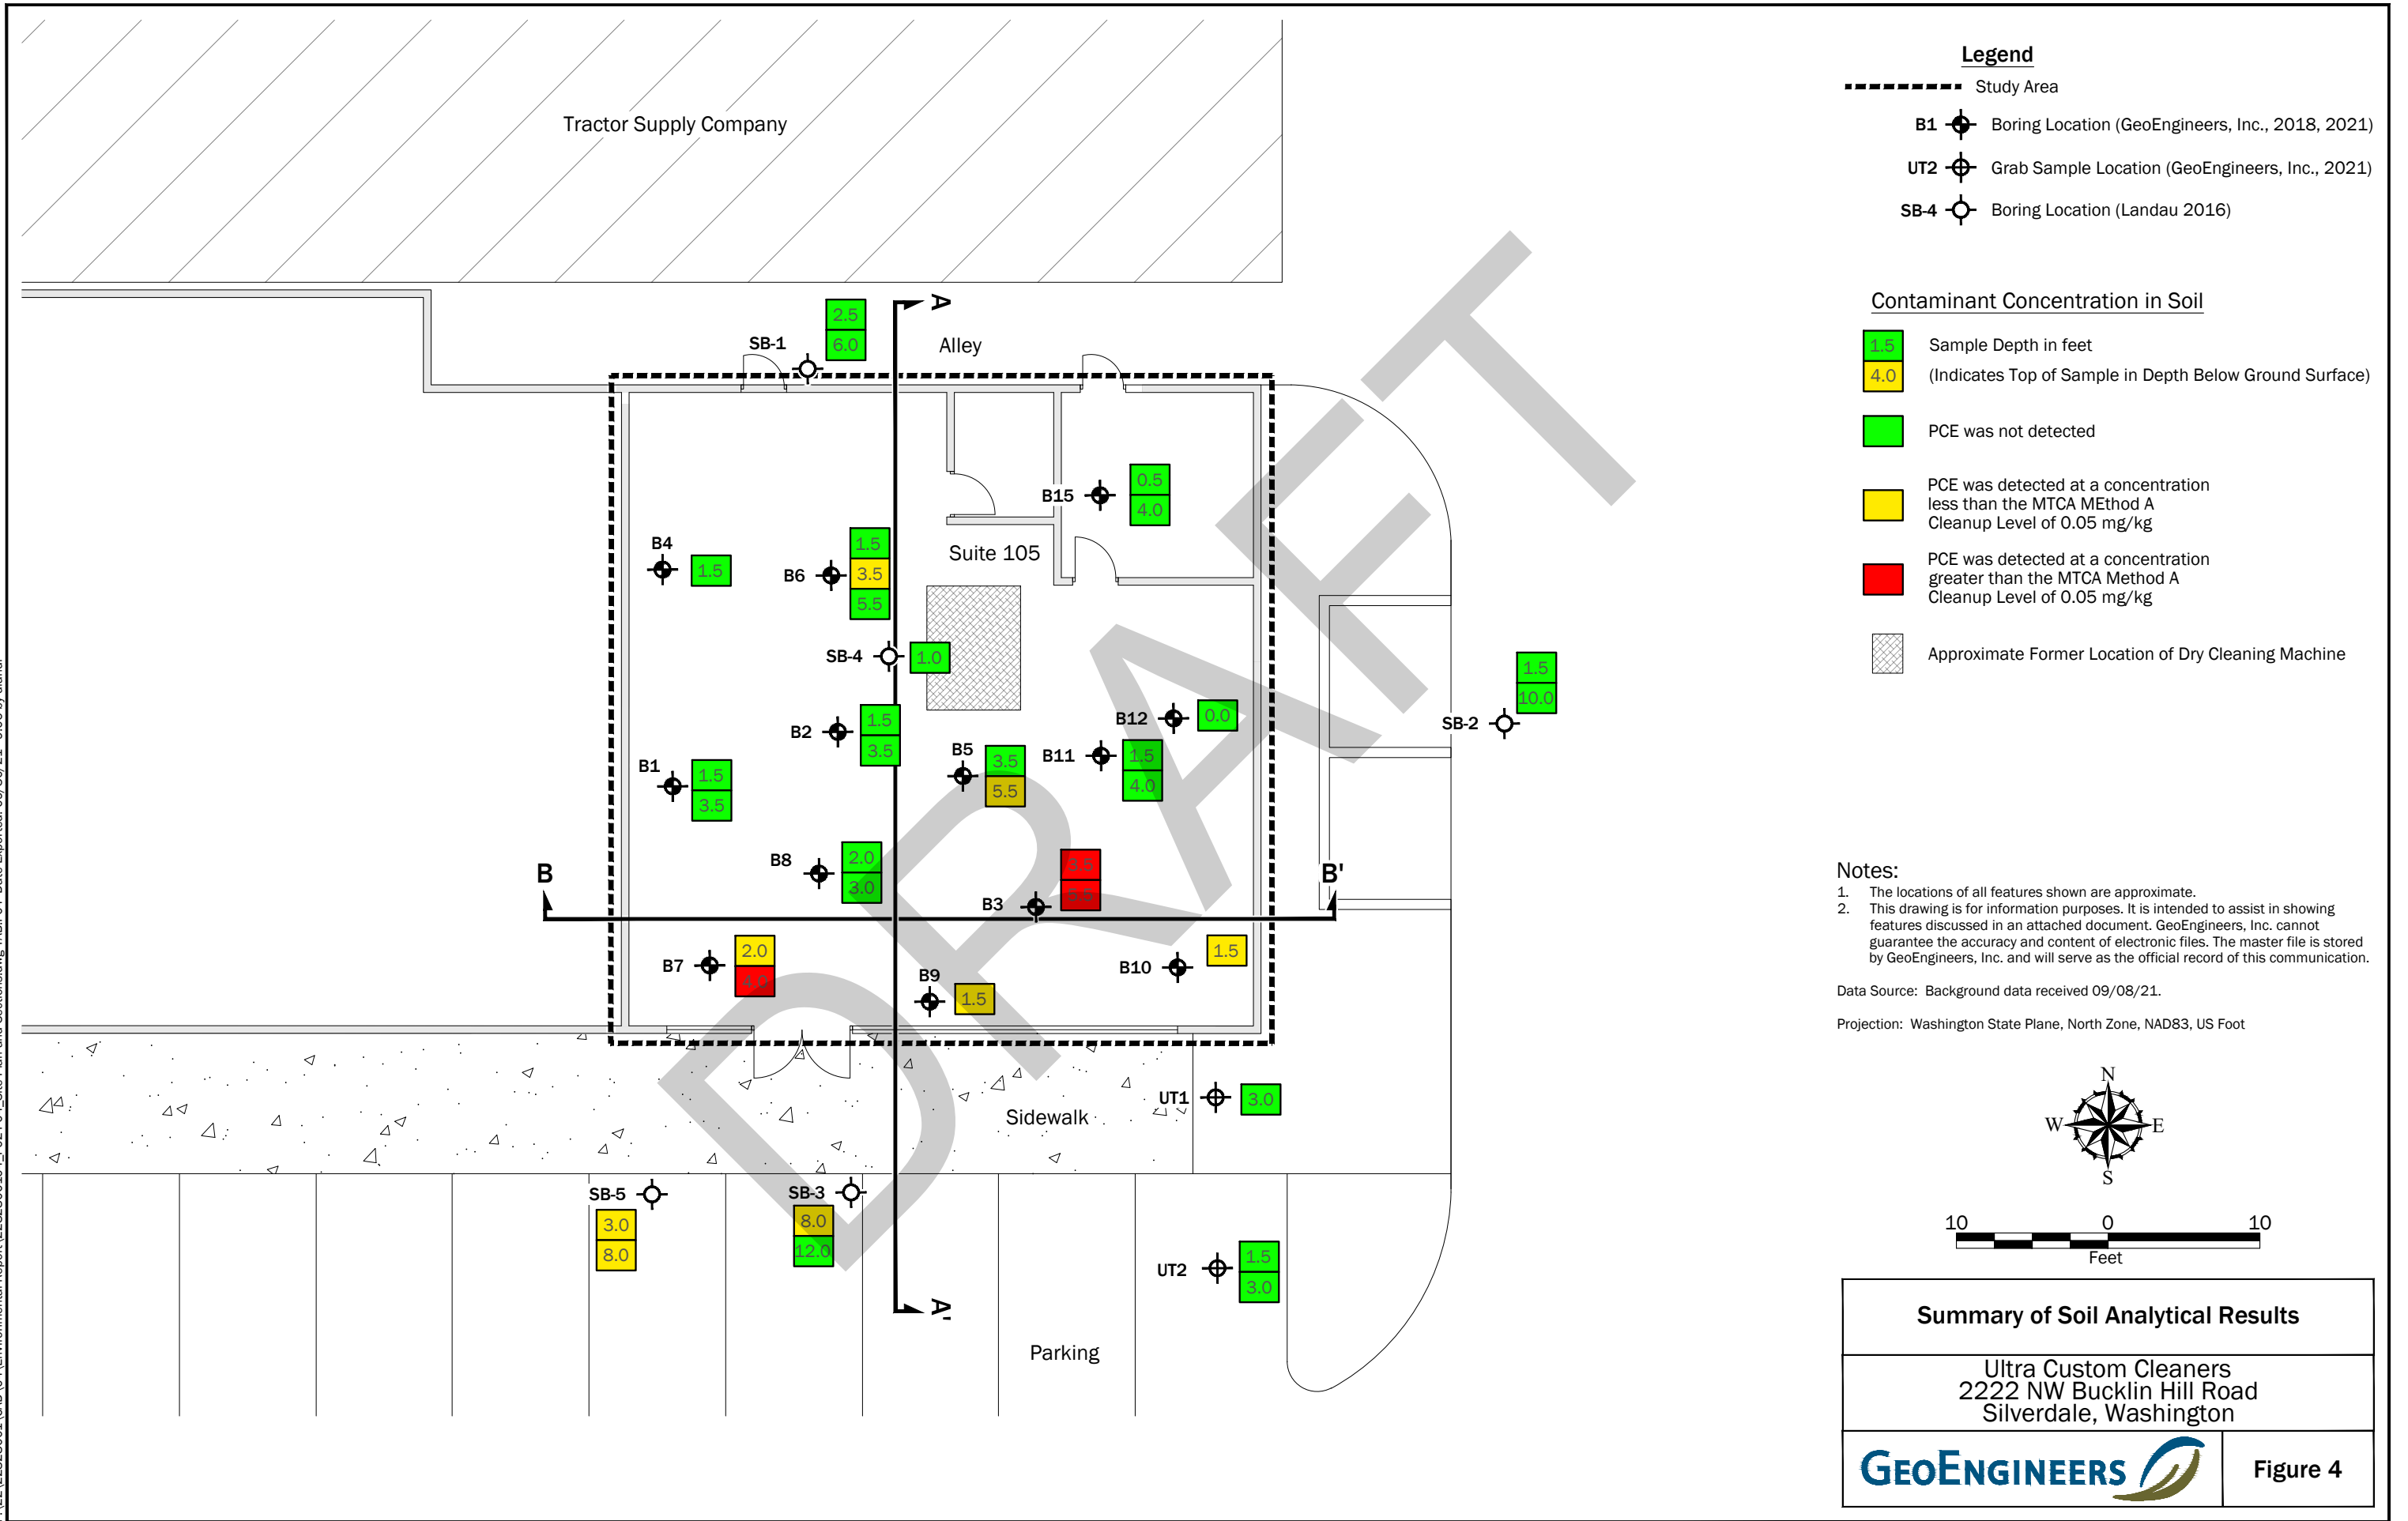 Tractor Supply Company
Legend
Study Area
B1 Boring Location (GeoEngineers, Inc., 2018, 2021)
UT2 Grab Sample Location (GeoEngineers, Inc., 2021)
SB-4 Boring Location (Landau 2016)
Contaminant Concentration in Soil
1.5 Sample Depth in feet
4.0 (Indicates Top of Sample in Depth Below Ground Surface)
PCE was not detected
PCE was detected at a concentration
less than the MTCA MEthod A
Cleanup Level of 0.05 mg/kg
PCE was detected at a concentration
greater than the MTCA Method A
Cleanup Level of 0.05 mg/kg
Approximate Former Location of Dry Cleaning Machine
A
Alley
SB-1
2.5
6.0
B15
0.5
4.0
Suite 105
B4
1.5
B6
1.5
3.5
5.5
SB-4
1.0
B2
1.5
3.5
B12
0.0
B11
1.5
4.0
SB-2
1.5
10.0
B5
3.5
5.5
B1
1.5
3.5
B8
2.0
3.0
B
B'
B3
3.5
5.5
B7
2.0
4.0
B9
1.5
B10
1.5
UT1
3.0
Sidewalk
SB-5
3.0
8.0
SB-3
8.0
12.0
UT2
1.5
3.0
A'
Parking
DRAFT
Notes:
1. The locations of all features shown are approximate.
2. This drawing is for information purposes. It is intended to assist in showing
features discussed in an attached document. GeoEngineers, Inc. cannot
guarantee the accuracy and content of electronic files. The master file is stored
by GeoEngineers, Inc. and will serve as the official record of this communication.
Data Source: Background data received 09/08/21.
Projection: Washington State Plane, North Zone, NAD83, US Foot
N
W E
S
10 0 10
Feet
Summary of Soil Analytical Results
Ultra Custom Cleaners
2222 NW Bucklin Hill Road
Silverdale, Washington
GEOENGINEERS
Figure 4